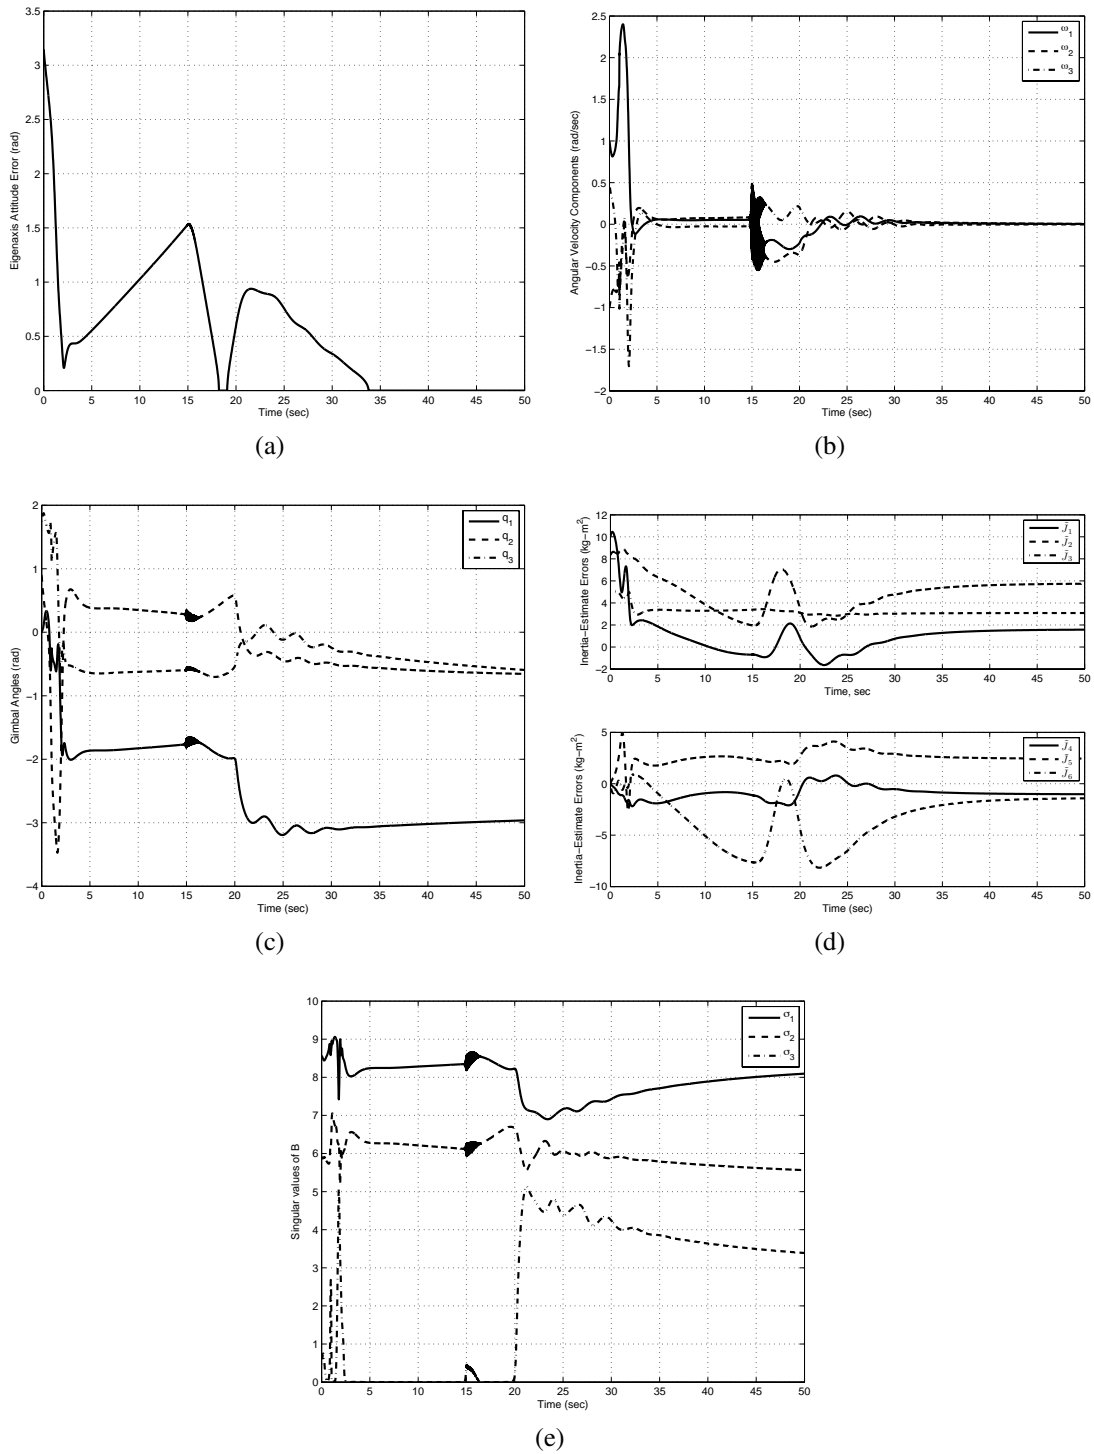 3.5
3
2.5
2
1.5
1
0.5
0
Eigenaxis Attitude Error (rad)
0 5 10 15 20 25 30 35 40 45 50
Time (sec)
(a)
2.5
2
1.5
1
0.5
0
−0.5
−1
−1.5
−2
Angular Velocity Components (rad/sec)
ω1
ω2
ω3
0 5 10 15 20 25 30 35 40 45 50
Time (sec)
(b)
2
1
0
−1
−2
−3
−4
Gimbal Angles (rad)
q1
q2
q3
0 5 10 15 20 25 30 35 40 45 50
Time (sec)
(c)
12
10
8
6
4
2
0
−2
Inertia−Estimate Errors (kg−m²)
J̃1
J̃2
J̃3
0 5 10 15 20 25 30 35 40 45 50
Time, sec
5
0
−5
−10
Inertia−Estimate Errors (kg−m²)
J̃4
J̃5
J̃6
0 5 10 15 20 25 30 35 40 45 50
Time (sec)
(d)
10
9
8
7
6
5
4
3
2
1
0
Singular values of B
σ1
σ2
σ3
0 5 10 15 20 25 30 35 40 45 50
Time (sec)
(e)